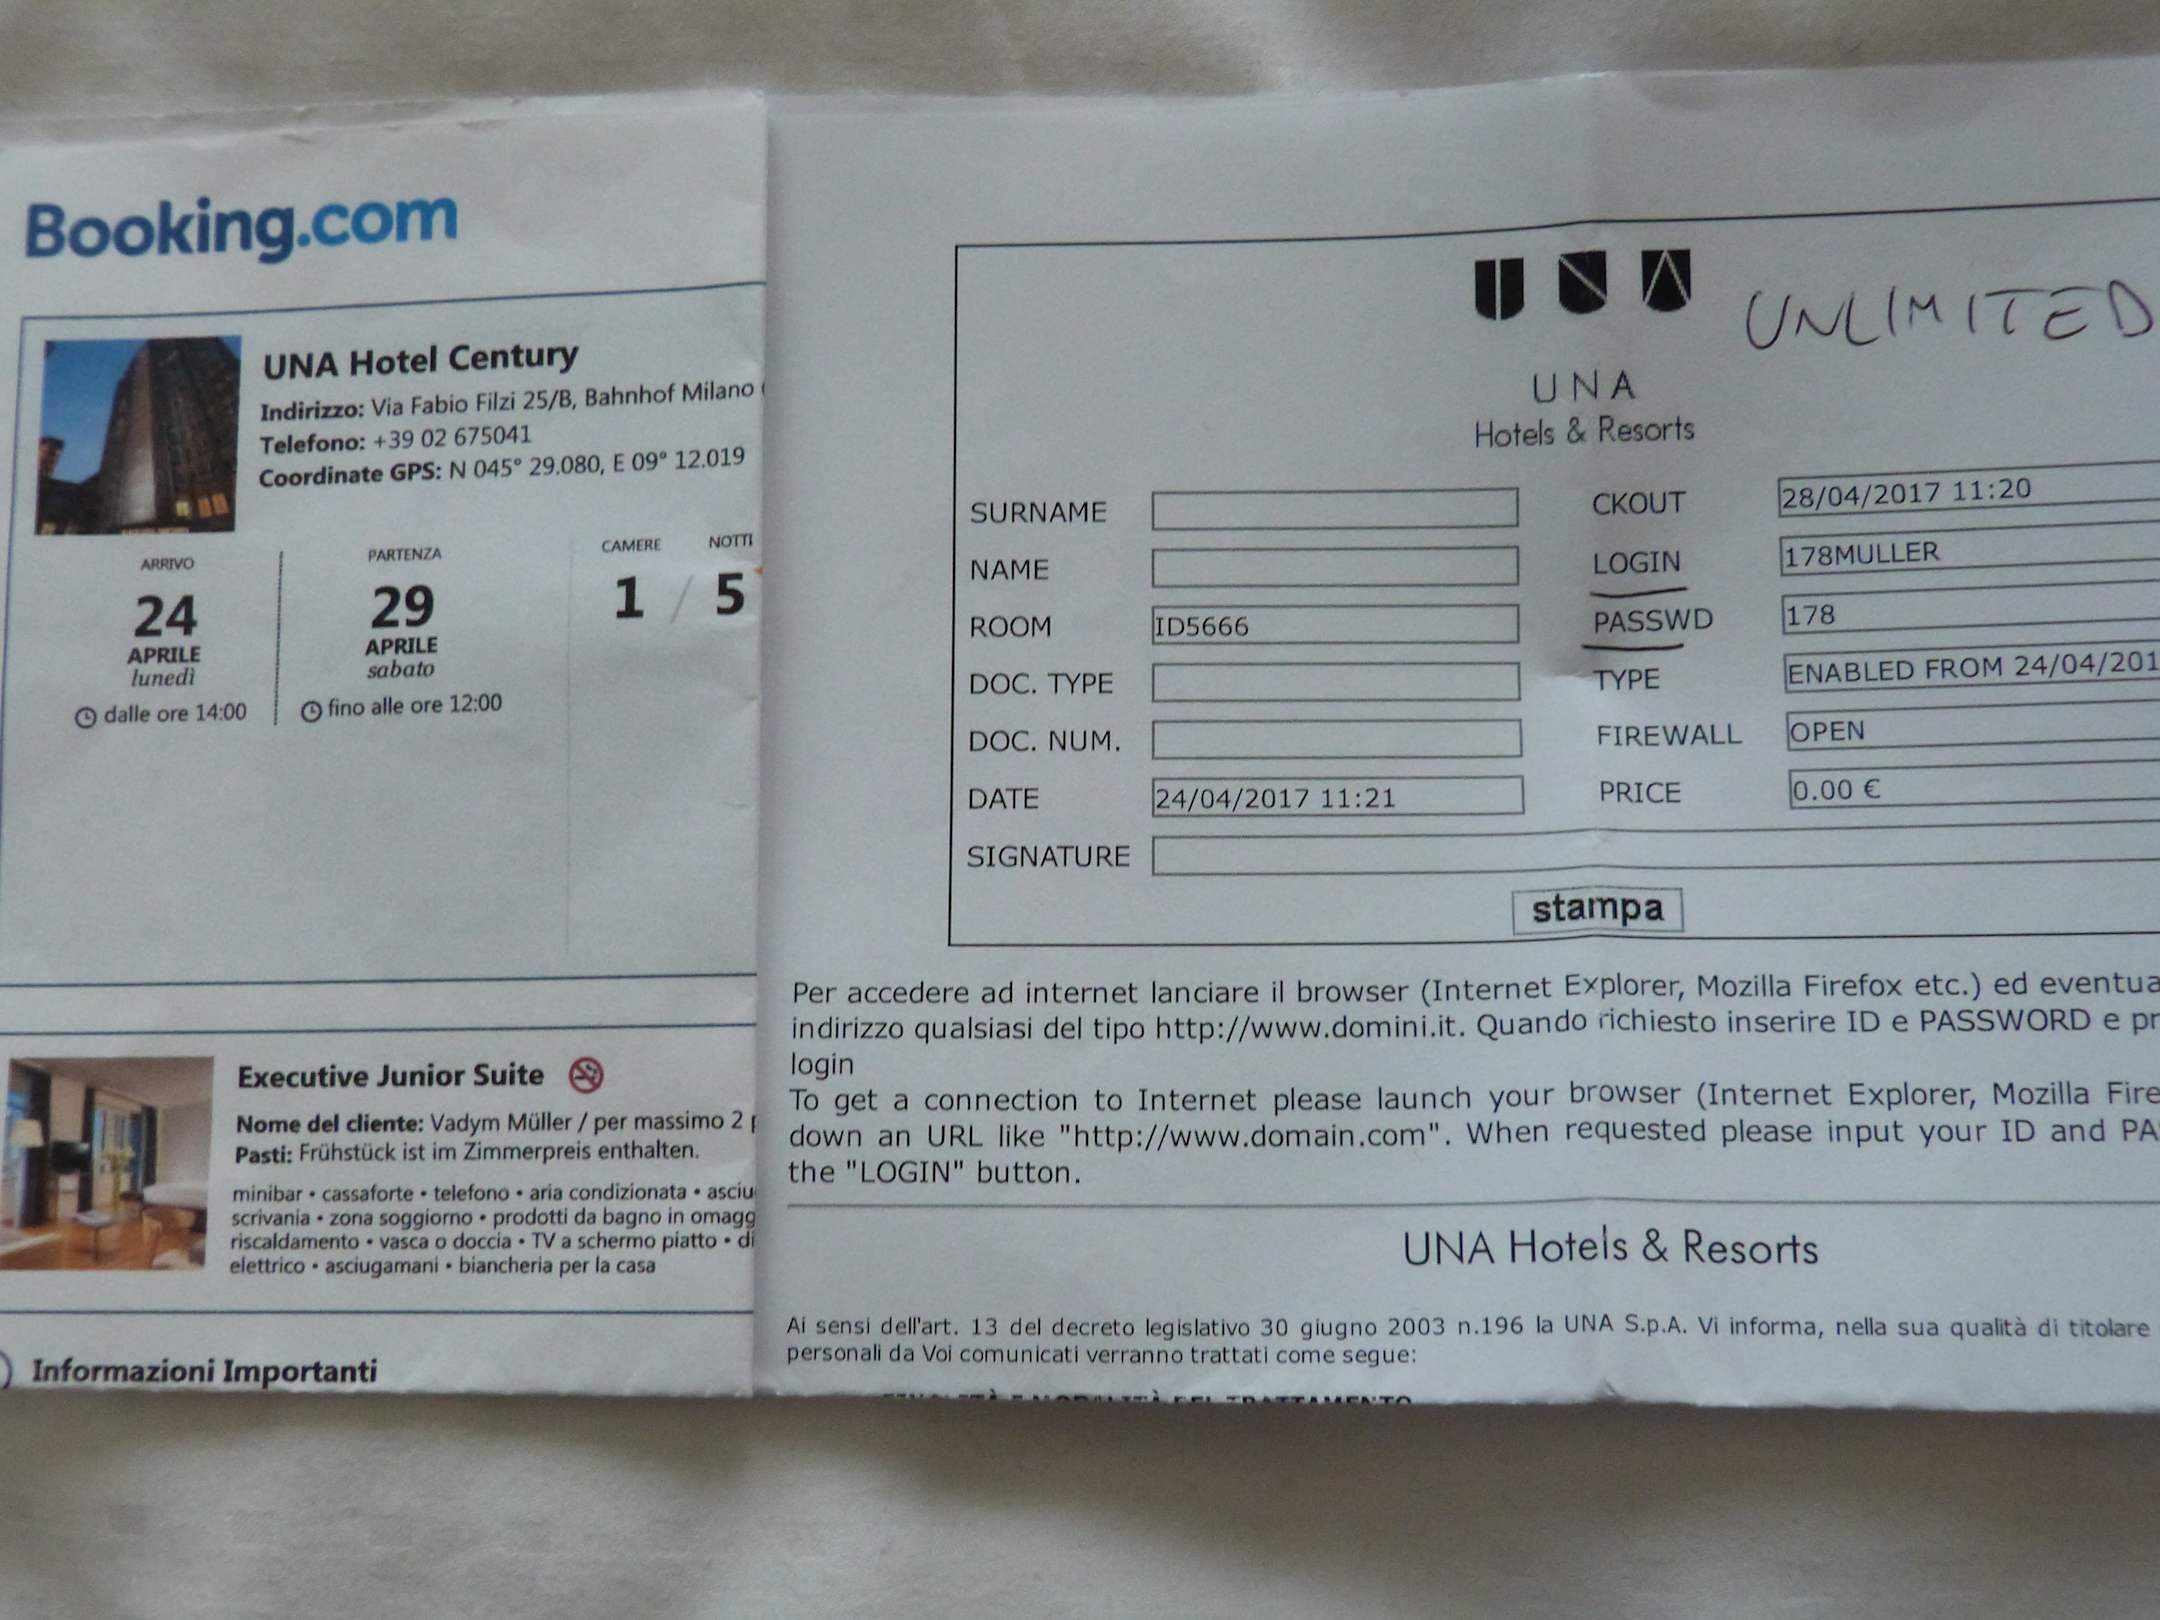 Booking.com
UNA Hotel Century
Indirizzo: Via Fabio Filzi 25/B, Bahnhof Milano
Telefono: +39 02 675041
Coordinate GPS: N 045° 29.080, E 09° 12.019
ARRIVO
24
APRILE
lunedì
dalle ore 14:00
PARTENZA
29
APRILE
sabato
fino alle ore 12:00
CAMERE NOTTI
1 / 5
Executive Junior Suite
Nome del cliente: Vadym Müller / per massimo 2
Pasti: Frühstück ist im Zimmerpreis enthalten.
minibar • cassaforte • telefono • aria condizionata • asciu
scrivania • zona soggiorno • prodotti da bagno in omagg
riscaldamento • vasca o doccia • TV a schermo piatto • di
elettrico • asciugamani • biancheria per la casa
Informazioni Importanti
UNLIMITED
UNA
Hotels & Resorts
SURNAME
NAME
ROOM ID5666
DOC. TYPE
DOC. NUM.
DATE 24/04/2017 11:21
SIGNATURE
CKOUT 28/04/2017 11:20
LOGIN 178MULLER
PASSWD 178
TYPE ENABLED FROM 24/04/201
FIREWALL OPEN
PRICE 0.00 €
stampa
Per accedere ad internet lanciare il browser (Internet Explorer, Mozilla Firefox etc.) ed eventua
indirizzo qualsiasi del tipo http://www.domini.it. Quando richiesto inserire ID e PASSWORD e pr
login
To get a connection to Internet please launch your browser (Internet Explorer, Mozilla Fire
down an URL like "http://www.domain.com". When requested please input your ID and PA
the "LOGIN" button.
UNA Hotels & Resorts
Ai sensi dell'art. 13 del decreto legislativo 30 giugno 2003 n.196 la UNA S.p.A. Vi informa, nella sua qualità di titolare
personali da Voi comunicati verranno trattati come segue: